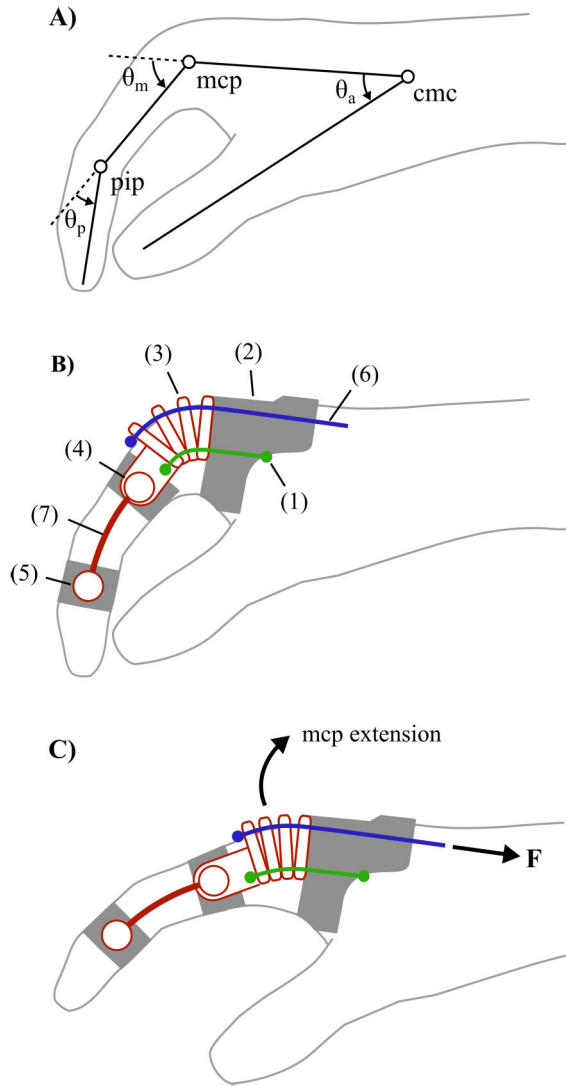 A)
θm
mcp
θa
cmc
pip
θp
B)
(3)
(2)
(6)
(4)
(7)
(1)
(5)
C)
mcp extension
F